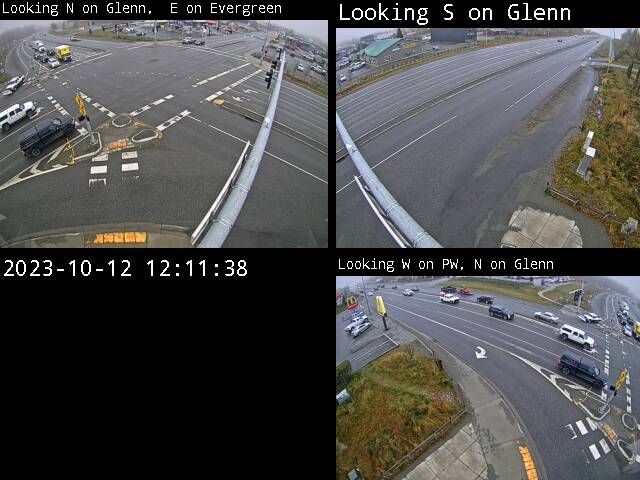 Looking N on Glenn, E on Evergreen
Looking S on Glenn
2023-10-12 12:11:38
Looking W on PW, N on Glenn